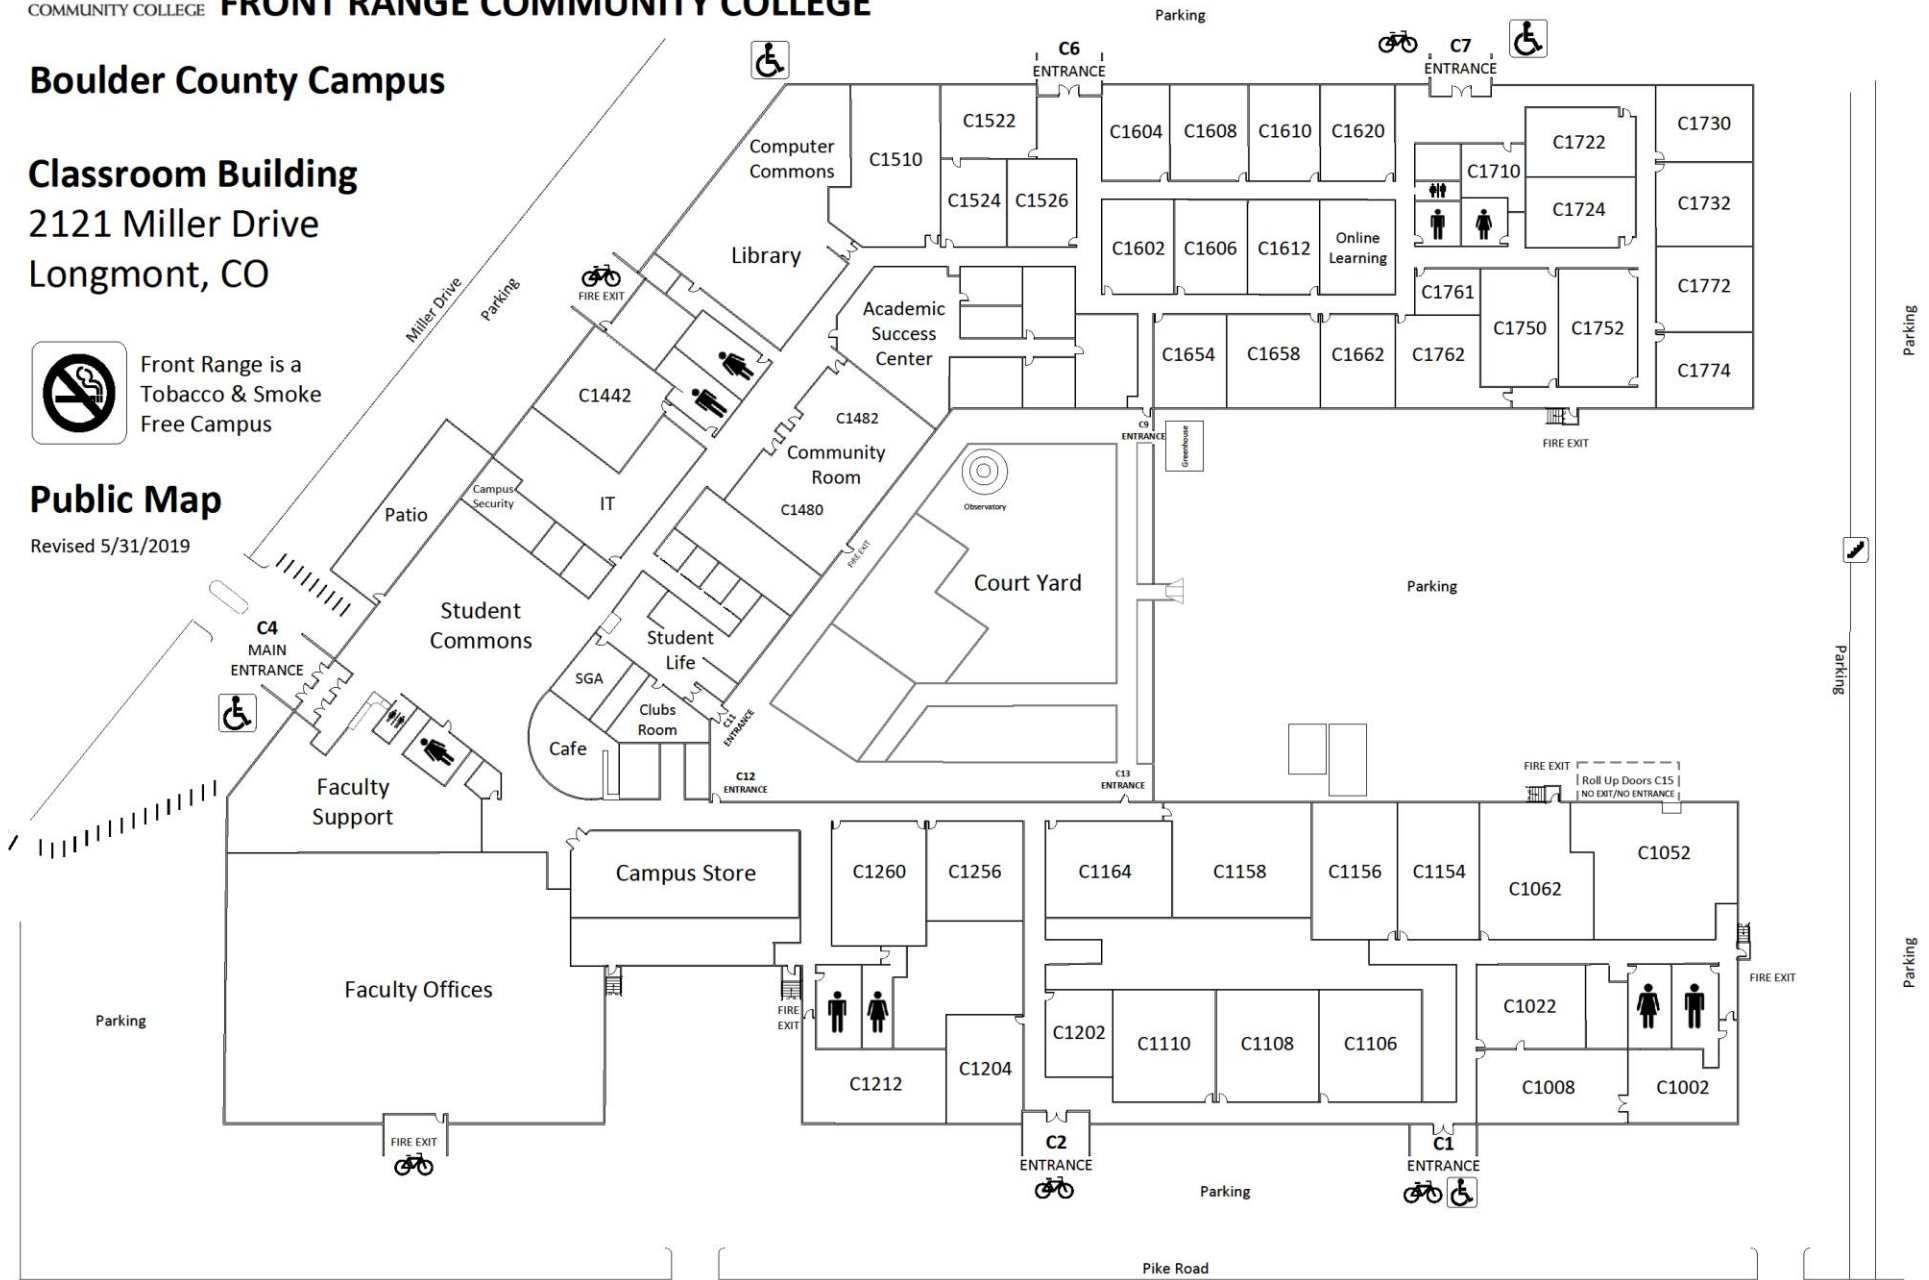 COMMUNITY COLLEGE FRONT RANGE COMMUNITY COLLEGE
Boulder County Campus
Classroom Building
2121 Miller Drive
Longmont, CO
Front Range is a
Tobacco & Smoke
Free Campus
Public Map
Revised 5/31/2019
Parking
C6
ENTRANCE
C7
ENTRANCE
Computer
Commons
C1510
C1522
C1524
C1526
C1604
C1608
C1610
C1620
C1602
C1606
C1612
Online
Learning
C1710
C1722
C1724
C1730
C1732
C1772
C1774
C1761
C1750
C1752
C1654
C1658
C1662
C1762
FIRE EXIT
Library
Miller Drive
Parking
FIRE EXIT
Academic
Success
Center
C1442
C1482
Community
Room
C1480
FIRE EXIT
C9
ENTRANCE
Greenhouse
Observatory
Court Yard
Parking
Parking
Parking
Parking
Patio
Campus
Security
IT
Student
Commons
C4
MAIN
ENTRANCE
Student
Life
SGA
Clubs
Room
Cafe
C11
ENTRANCE
C12
ENTRANCE
C13
ENTRANCE
FIRE EXIT
Roll Up Doors C15
NO EXIT/NO ENTRANCE
Faculty
Support
Campus Store
Faculty Offices
Parking
FIRE EXIT
FIRE
EXIT
C1260
C1256
C1164
C1158
C1156
C1154
C1062
C1052
FIRE EXIT
C1212
C1204
C1202
C1110
C1108
C1106
C1022
C1008
C1002
C2
ENTRANCE
C1
ENTRANCE
Parking
Pike Road